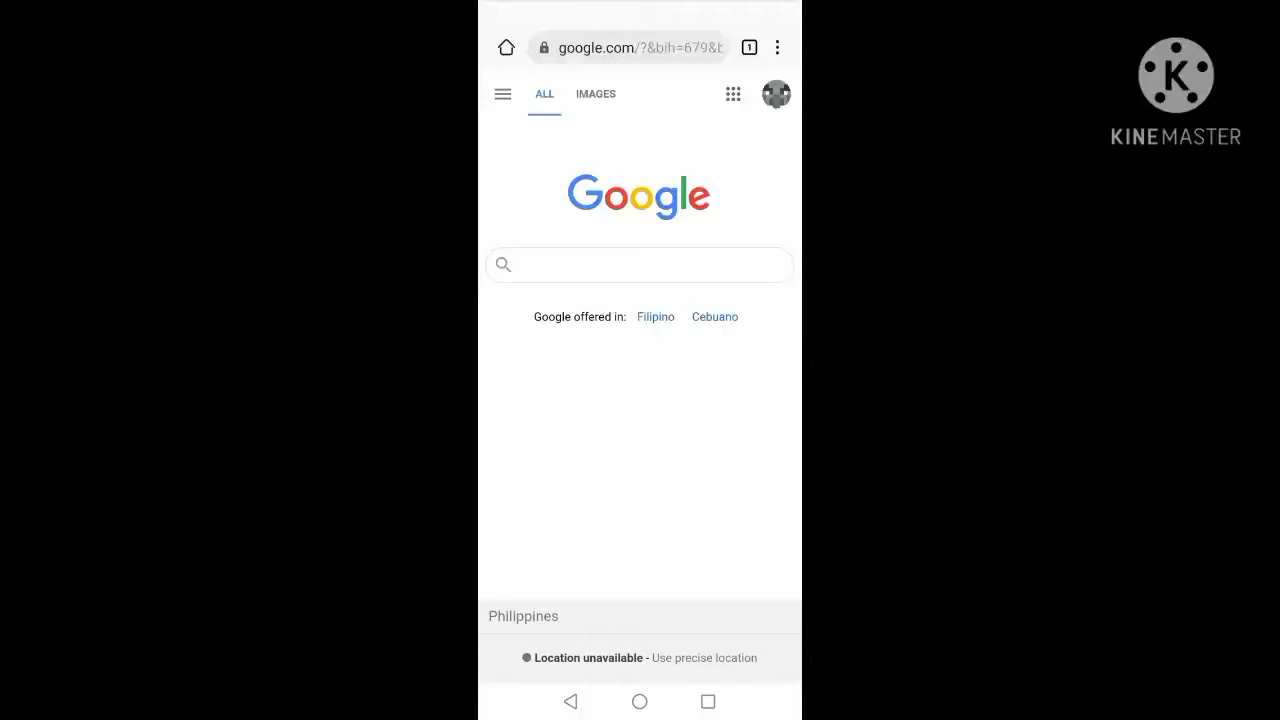 google.com/?&bih=679&b
1
ALL IMAGES
Google
Google offered in: Filipino Cebuano
Philippines
Location unavailable - Use precise location
K
KINEMASTER